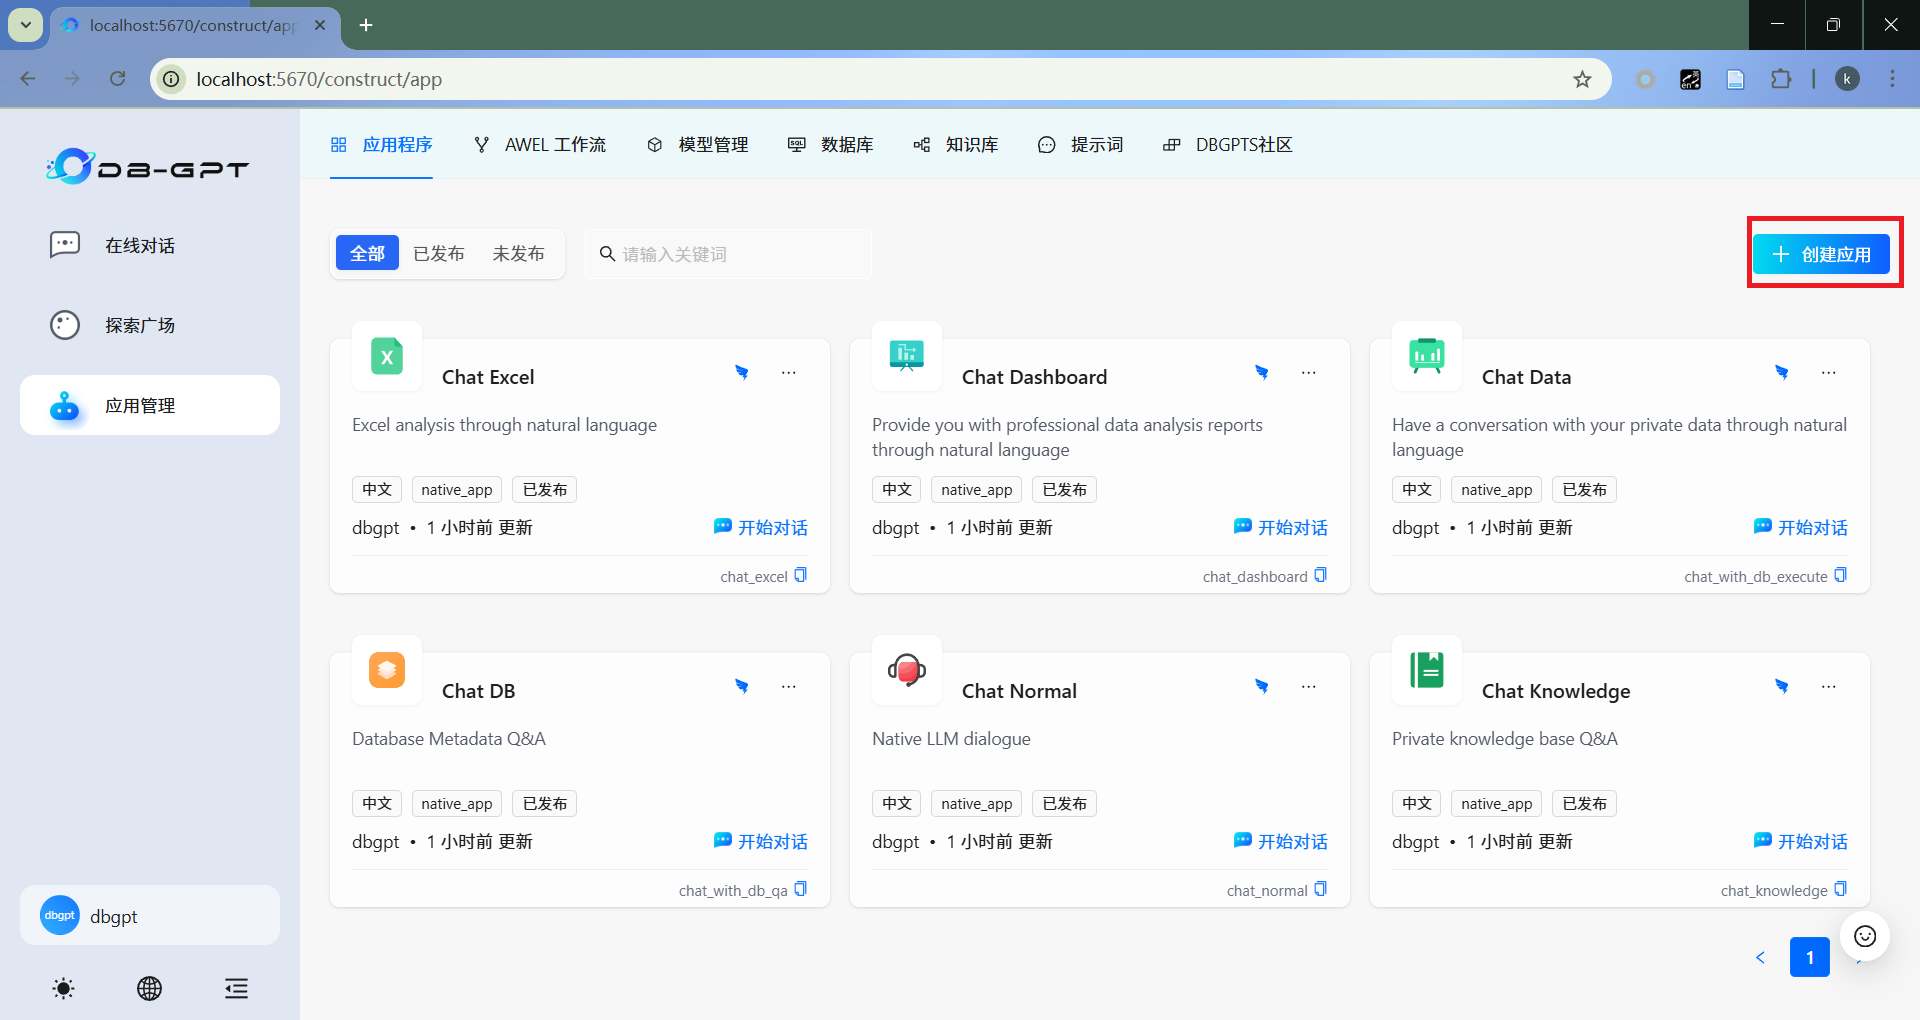 localhost:5670/construct/app
localhost:5670/construct/app
k
DB-GPT
在线对话
探索广场
应用管理
dbgpt
dbgpt
应用程序
AWEL 工作流
模型管理
数据库
知识库
提示词
DBGPTS社区
全部
已发布
未发布
请输入关键词
创建应用
Chat Excel
Excel analysis through natural language
中文
native_app
已发布
dbgpt • 1 小时前 更新
开始对话
chat_excel
Chat Dashboard
Provide you with professional data analysis reports
through natural language
中文
native_app
已发布
dbgpt • 1 小时前 更新
开始对话
chat_dashboard
Chat Data
Have a conversation with your private data through natural
language
中文
native_app
已发布
dbgpt • 1 小时前 更新
开始对话
chat_with_db_execute
Chat DB
Database Metadata Q&A
中文
native_app
已发布
dbgpt • 1 小时前 更新
开始对话
chat_with_db_qa
Chat Normal
Native LLM dialogue
中文
native_app
已发布
dbgpt • 1 小时前 更新
开始对话
chat_normal
Chat Knowledge
Private knowledge base Q&A
中文
native_app
已发布
dbgpt • 1 小时前 更新
开始对话
chat_knowledge
1